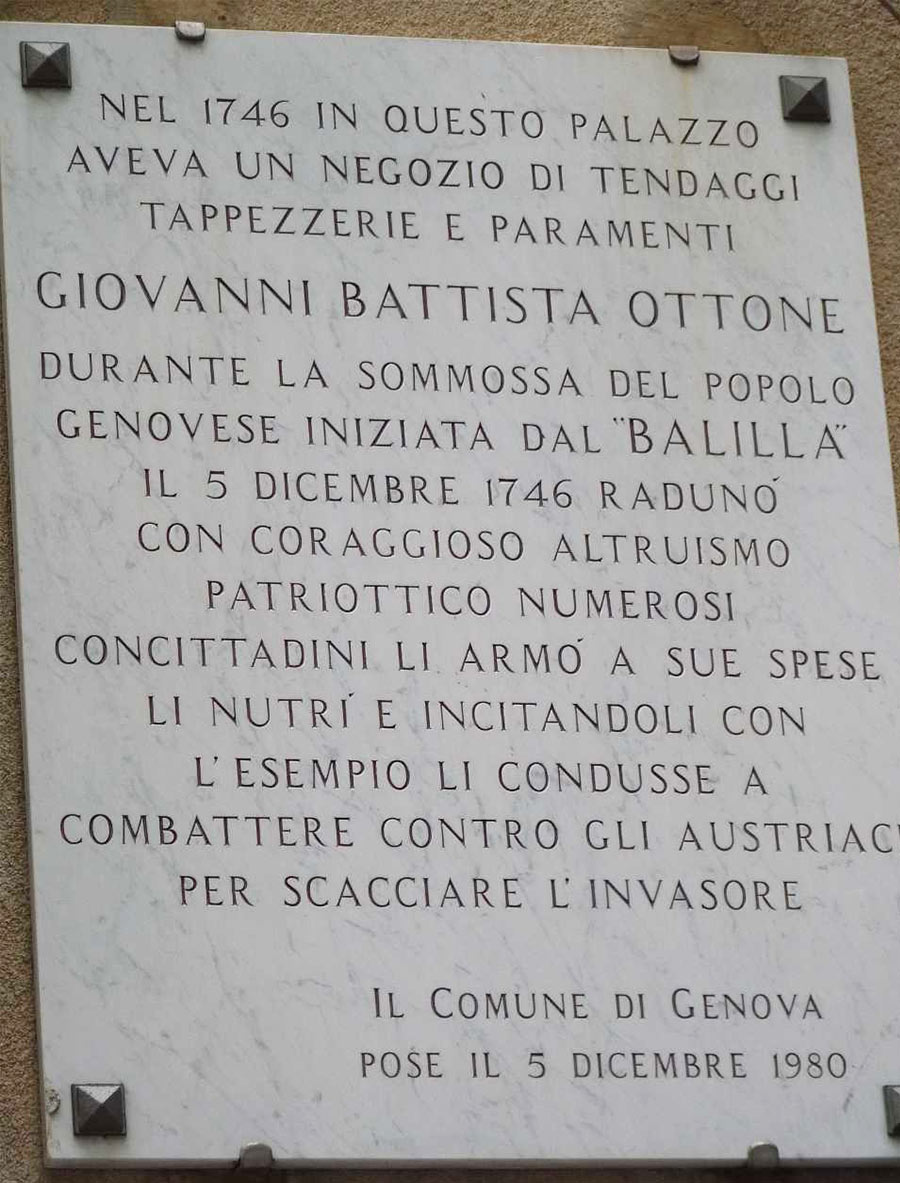 NEL 1746 IN QUESTO PALAZZO
AVEVA UN NEGOZIO DI TENDAGGI
TAPPEZZERIE E PARAMENTI
GIOVANNI BATTISTA OTTONE
DURANTE LA SOMMOSSA DEL POPOLO
GENOVESE INIZIATA DAL "BALILLA"
IL 5 DICEMBRE 1746 RADUNÓ
CON CORAGGIOSO ALTRUISMO
PATRIOTTICO NUMEROSI
CONCITTADINI LI ARMÓ A SUE SPESE
LI NUTRÍ E INCITANDOLI CON
L'ESEMPIO LI CONDUSSE A
COMBATTERE CONTRO GLI AUSTRIACI
PER SCACCIARE L'INVASORE
IL COMUNE DI GENOVA
POSE IL 5 DICEMBRE 1980